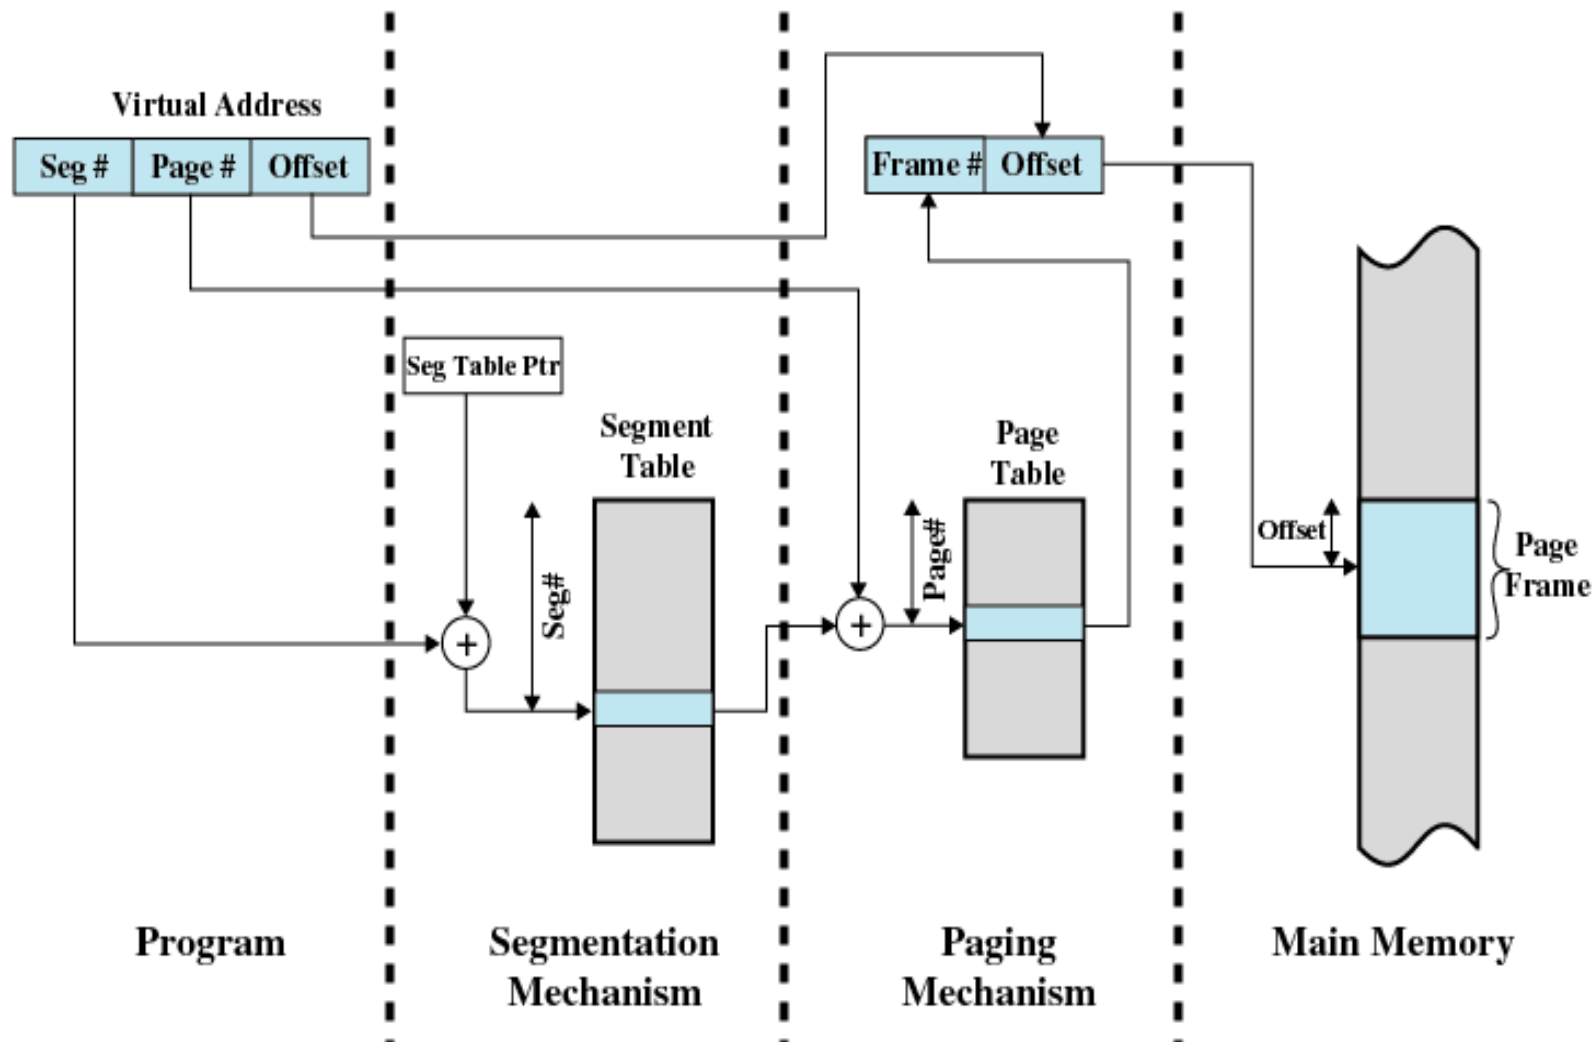 Virtual Address
Seg # Page # Offset
Frame # Offset
Seg Table Ptr
Segment
Table
Page
Table
Seg#
Page#
Offset
Page
Frame
+
+
Program
Segmentation
Mechanism
Paging
Mechanism
Main Memory